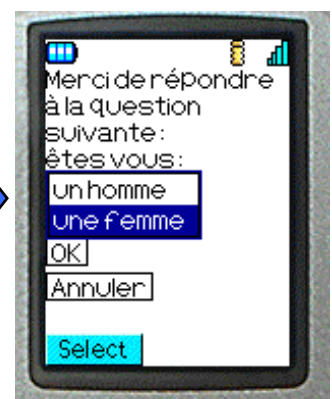 Merci de répondre
à la question
suivante:
êtes vous:
un homme
une femme
OK
Annuler
Select